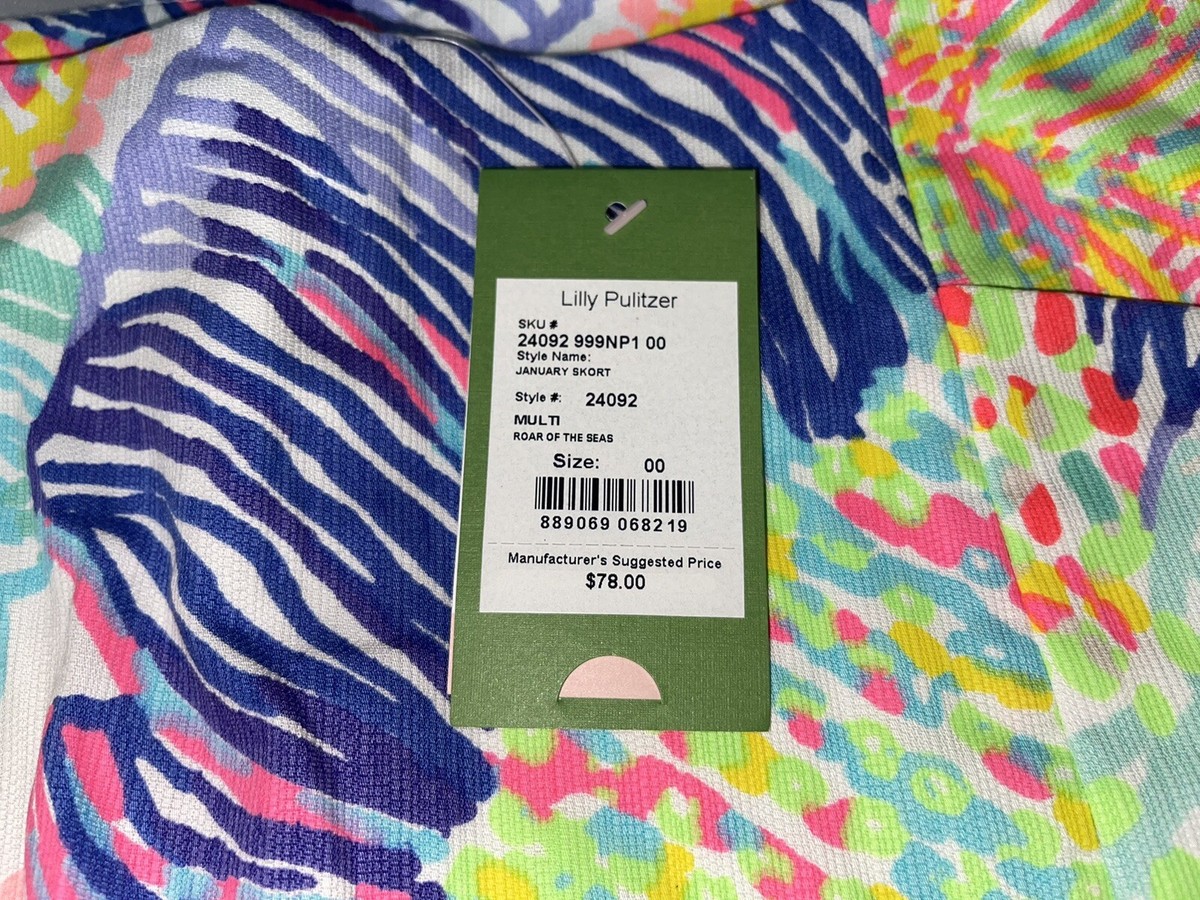 Lilly Pulitzer
SKU #
24092 999NP1 00
Style Name:
JANUARY SKORT
Style #: 24092
MULTI
ROAR OF THE SEAS
Size: 00
889069 068219
Manufacturer's Suggested Price
$78.00